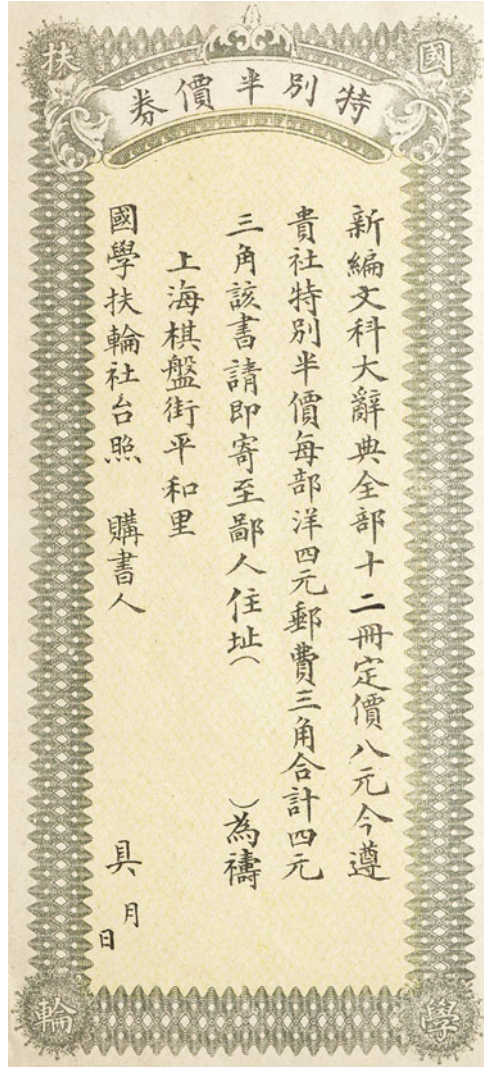 國學扶輪
特別半價券
新編文科大辭典全部十二冊定價八元今遵
貴社特別半價每部洋四元郵費三角合計四元
三角該書請即寄至鄙人住址（　　　）為禱
上海棋盤街平和里
國學扶輪社台照　購書人　　　具　月　日